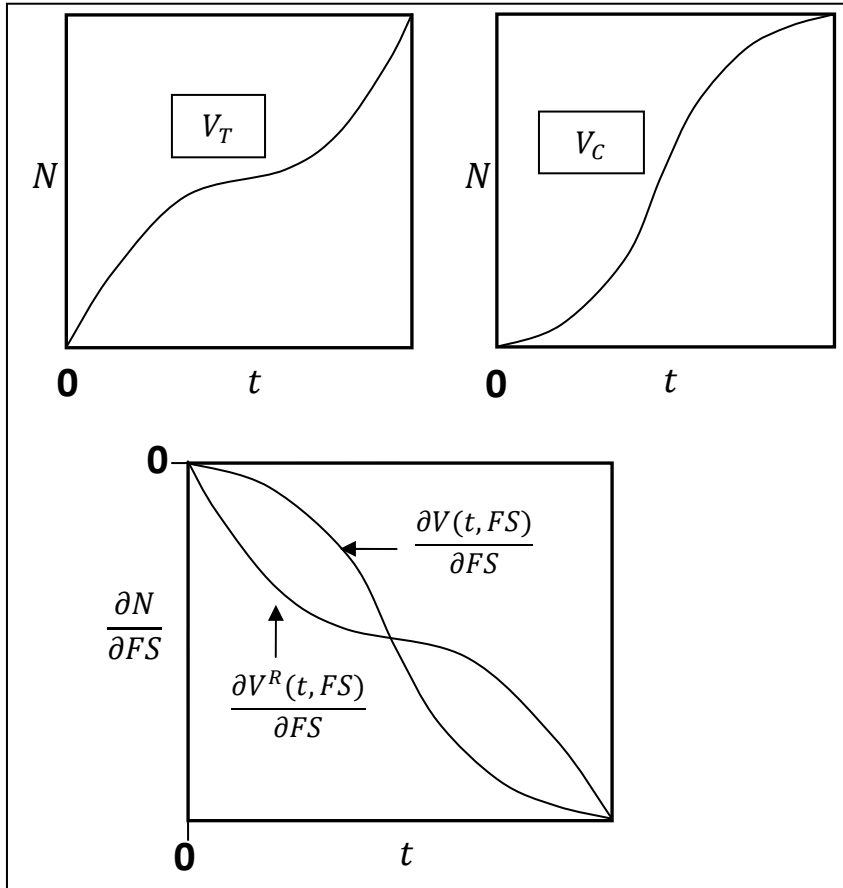 V_T
N
0
t
V_C
N
0
t
0
∂V(t, FS)
∂FS
∂N
∂FS
∂V^R(t, FS)
∂FS
0
t